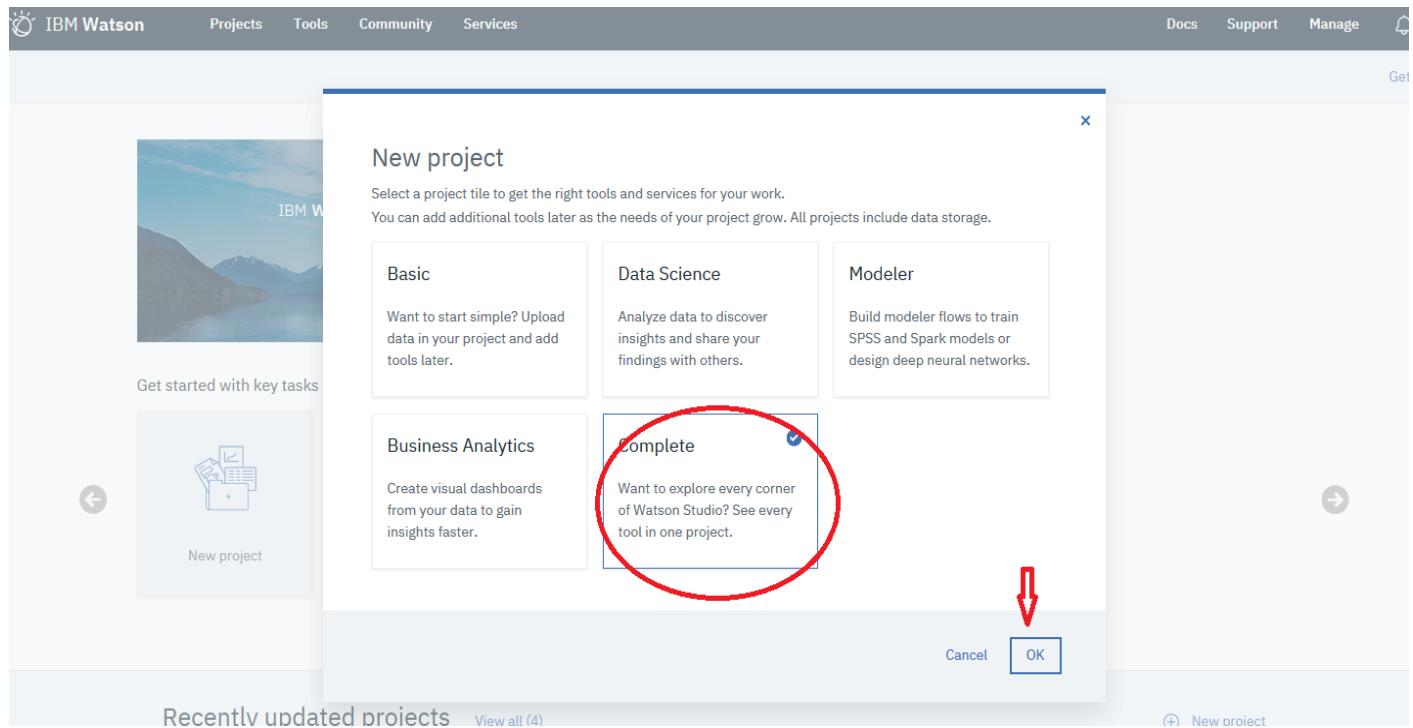 IBM Watson Projects Tools Community Services Docs Support Manage
Get
IBM W
Get started with key tasks
New project
New project
Select a project tile to get the right tools and services for your work.
You can add additional tools later as the needs of your project grow. All projects include data storage.
Basic
Want to start simple? Upload
data in your project and add
tools later.
Data Science
Analyze data to discover
insights and share your
findings with others.
Modeler
Build modeler flows to train
SPSS and Spark models or
design deep neural networks.
Business Analytics
Create visual dashboards
from your data to gain
insights faster.
Complete
Want to explore every corner
of Watson Studio? See every
tool in one project.
Cancel OK
Recently updated projects View all (4) New project